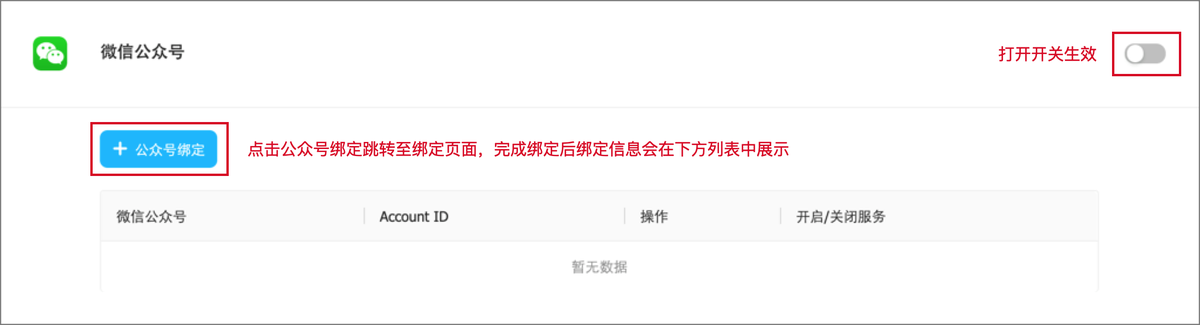 微信公众号
打开开关生效
+ 公众号绑定
点击公众号绑定跳转至绑定页面，完成绑定后绑定信息会在下方列表中展示
微信公众号 Account ID 操作 开启/关闭服务
暂无数据